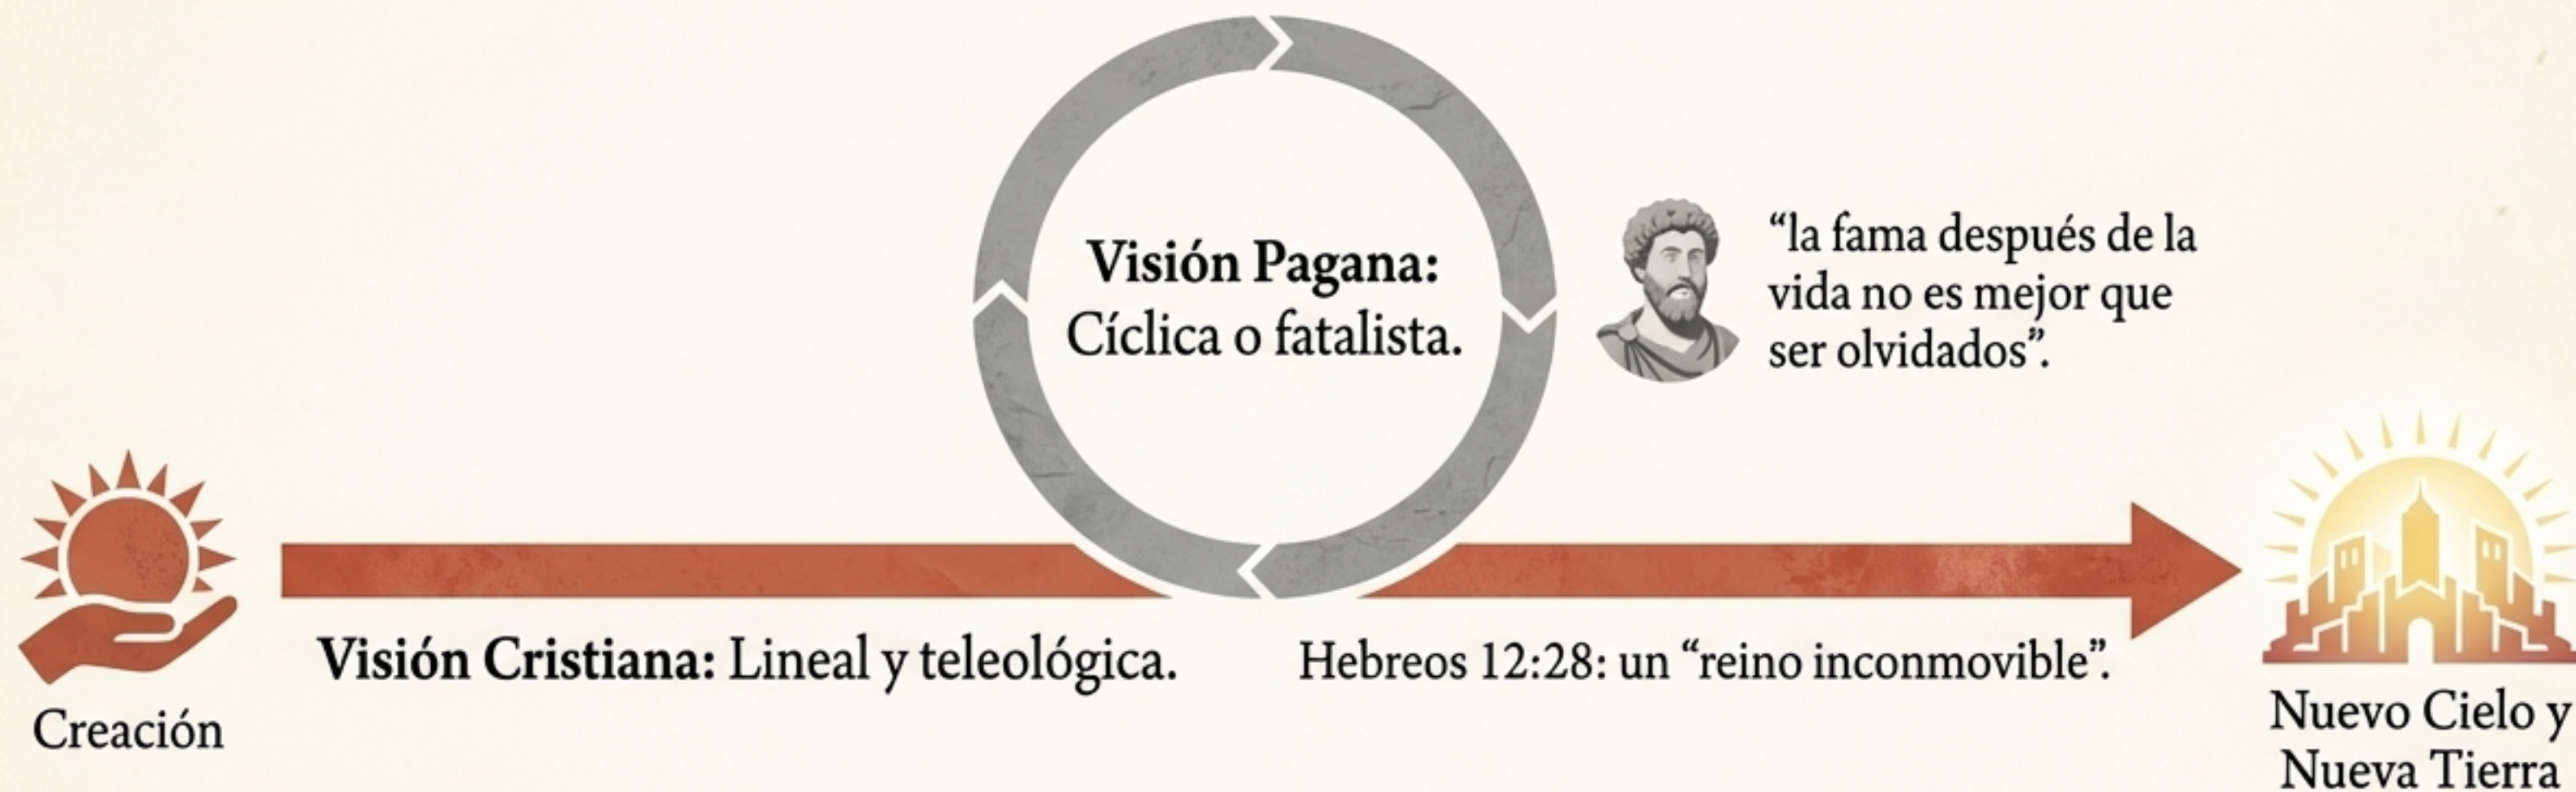 Visión Pagana:
Cíclica o fatalista.
“la fama después de la
vida no es mejor que
ser olvidados”.
Visión Cristiana: Lineal y teleológica.
Hebreos 12:28: un “reino inconmovible”.
Creación
Nuevo Cielo y
Nueva Tierra